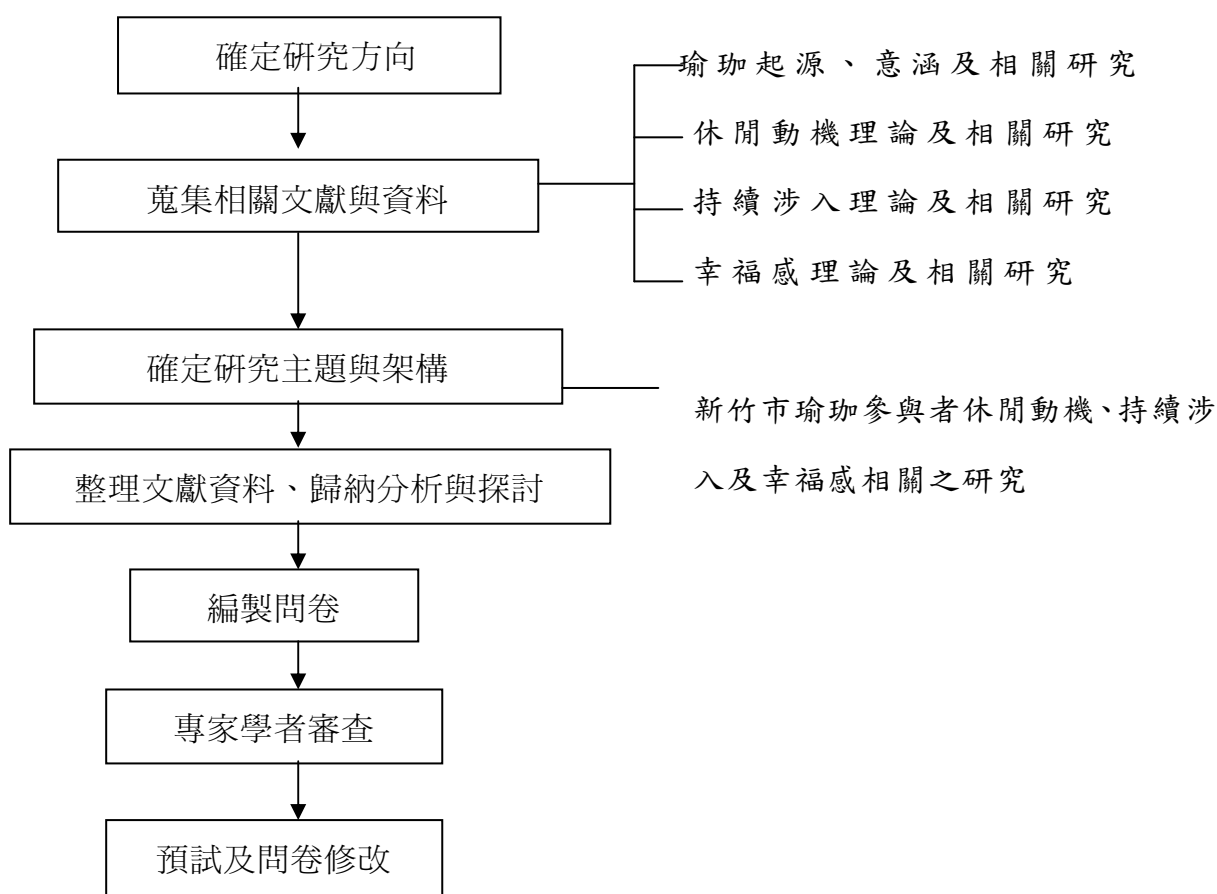 確定研究方向
瑜珈起源、意涵及相關研究
休閒動機理論及相關研究
蒐集相關文獻與資料
持續涉入理論及相關研究
幸福感理論及相關研究
確定研究主題與架構
新竹市瑜珈參與者休閒動機、持續涉
入及幸福感相關之研究
整理文獻資料、歸納分析與探討
編製問卷
專家學者審查
預試及問卷修改